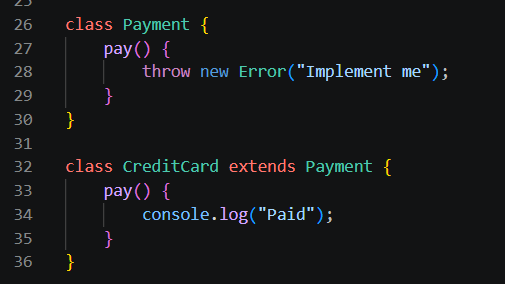 26 class Payment {
27     pay() {
28         throw new Error("Implement me");
29     }
30 }
31
32 class CreditCard extends Payment {
33     pay() {
34         console.log("Paid");
35     }
36 }